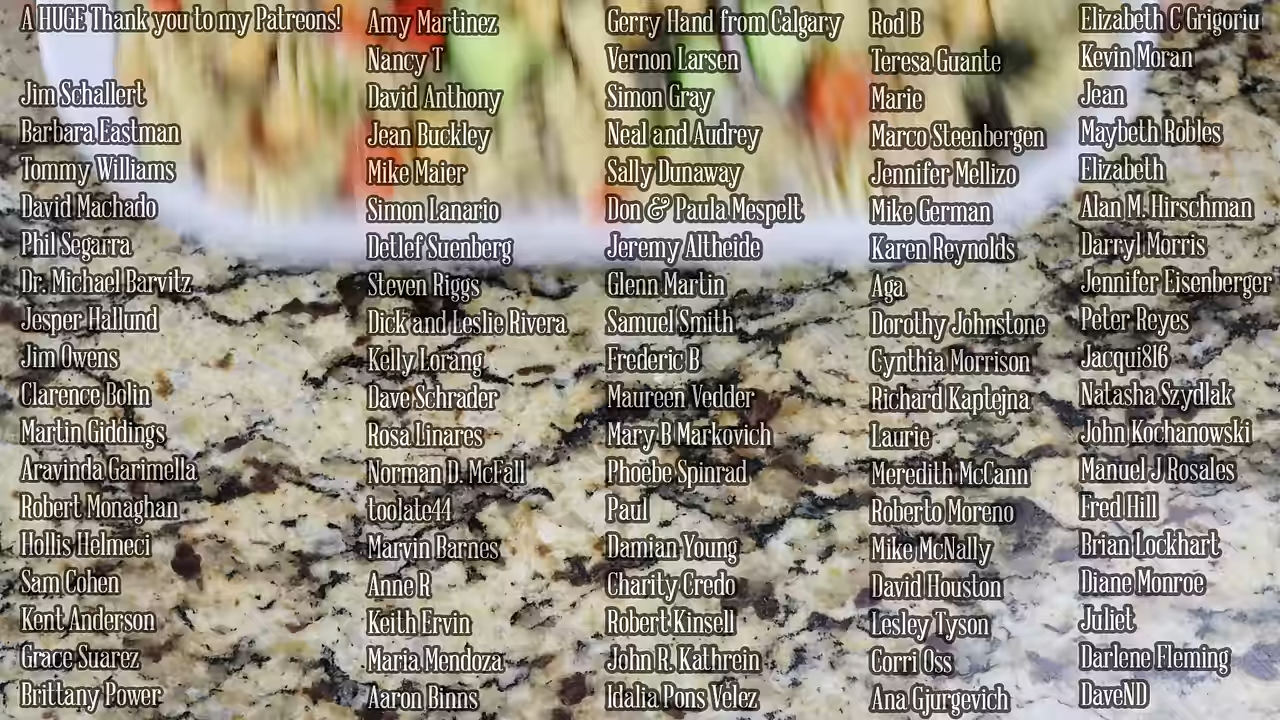 A HUGE Thank you to my Patreons!
Jim Schallert
Barbara Eastman
Tommy Williams
David Machado
Phil Segarra
Dr. Michael Barvitz
Jesper Hallund
Jim Owens
Clarence Bolin
Martin Giddings
Aravinda Garimella
Robert Monaghan
Hollis Helmeci
Sam Cohen
Kent Anderson
Grace Suarez
Brittany Power
Amy Martinez
Nancy T
David Anthony
Jean Buckley
Mike Maier
Simon Lanario
Detlef Suenberg
Steven Riggs
Dick and Leslie Rivera
Kelly Lorang
Dave Schrader
Rosa Linares
Norman D. McFall
toolate44
Marvin Barnes
Anne R
Keith Ervin
Maria Mendoza
Aaron Binns
Gerry Hand from Calgary
Vernon Larsen
Simon Gray
Neal and Audrey
Sally Dunaway
Don & Paula Mespelt
Jeremy Altheide
Glenn Martin
Samuel Smith
Frederic B
Maureen Vedder
Mary B Markovich
Phoebe Spinrad
Paul
Damian Young
Charity Credo
Robert Kinsell
John R. Kathrein
Idalia Pons Vélez
Rod B
Teresa Guante
Marie
Marco Steenbergen
Jennifer Mellizo
Mike German
Karen Reynolds
Aga
Dorothy Johnstone
Cynthia Morrison
Richard Kaptejna
Laurie
Meredith McCann
Roberto Moreno
Mike McNally
David Houston
Lesley Tyson
Corri Oss
Ana Gjurgevich
Elizabeth C Grigoriu
Kevin Moran
Jean
Maybeth Robles
Elizabeth
Alan M. Hirschman
Darryl Morris
Jennifer Eisenberger
Peter Reyes
Jacqui816
Natasha Szydlak
John Kochanowski
Manuel J Rosales
Fred Hill
Brian Lockhart
Diane Monroe
Juliet
Darlene Fleming
DaveND